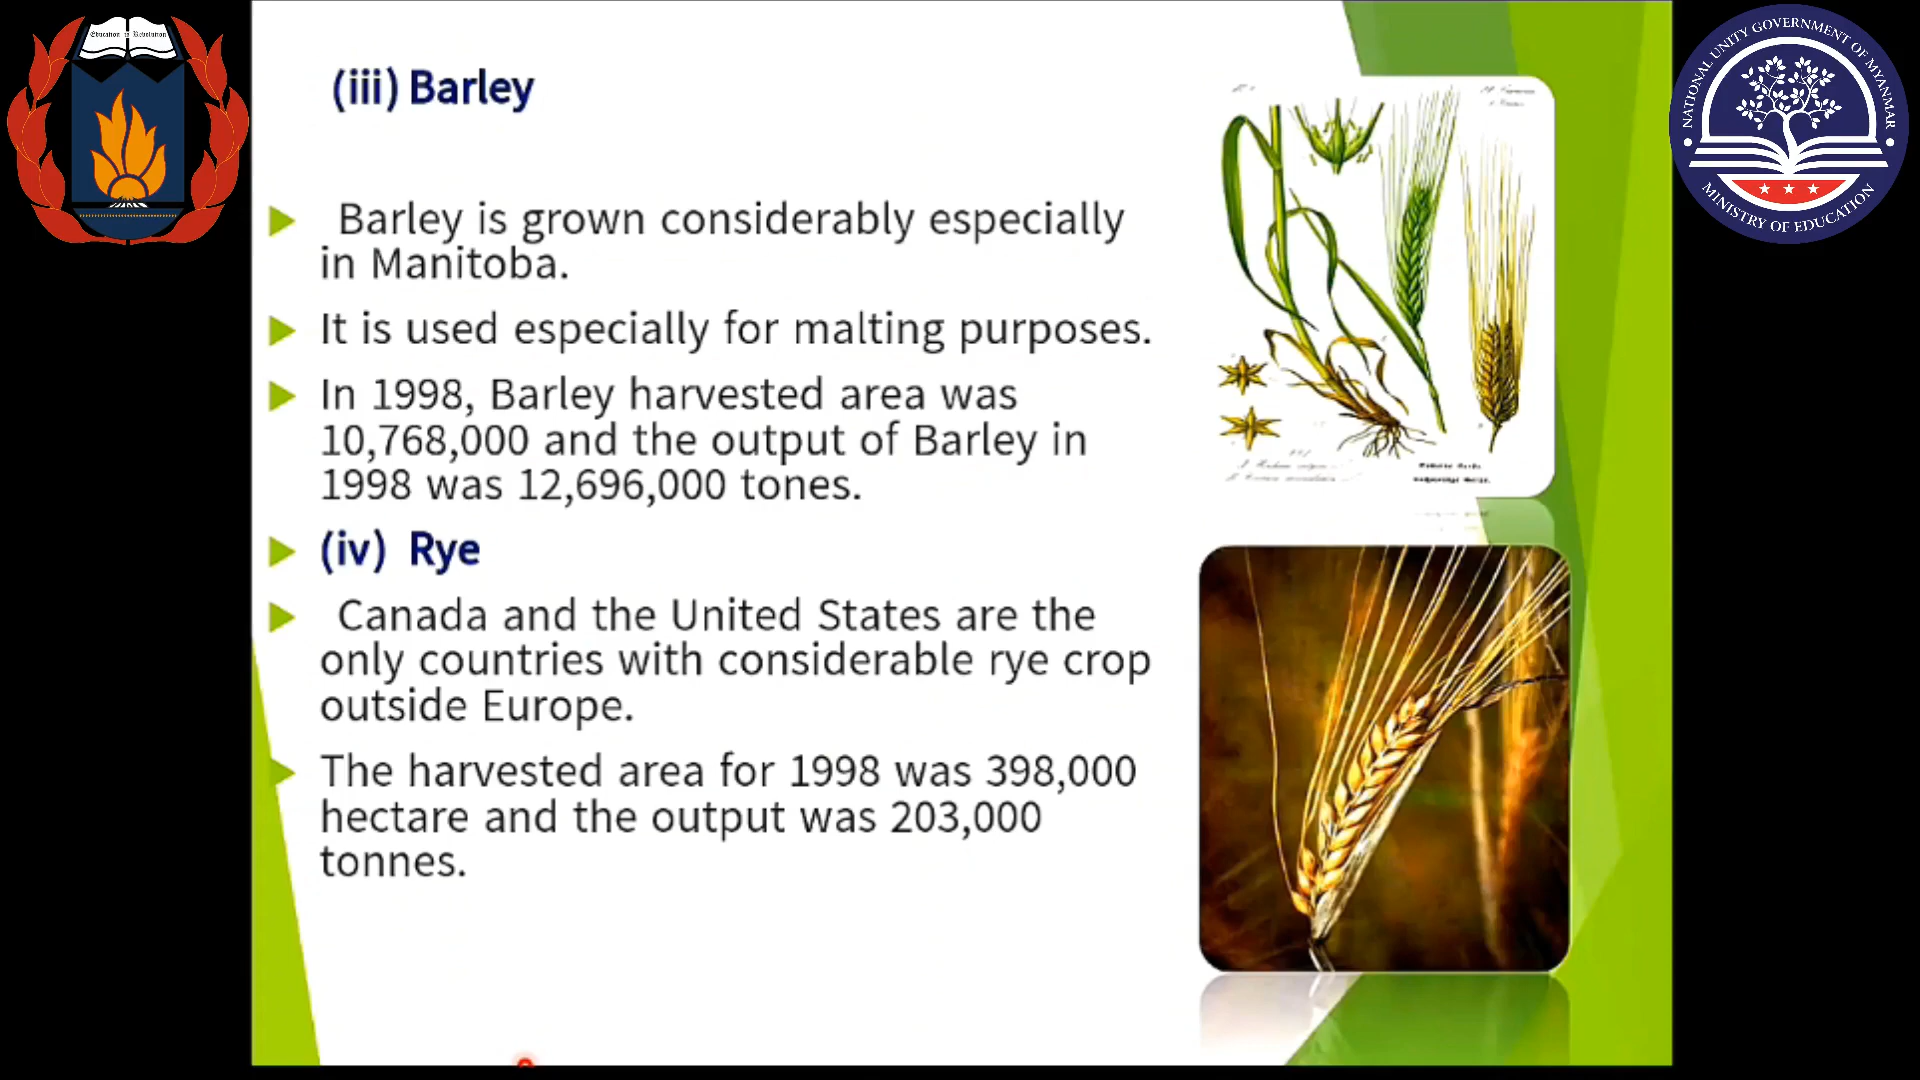 Education in Revolution
NATIONAL UNITY GOVERNMENT OF MYANMAR
MINISTRY OF EDUCATION
(iii) Barley
Barley is grown considerably especially
in Manitoba.
It is used especially for malting purposes.
In 1998, Barley harvested area was
10,768,000 and the output of Barley in
1998 was 12,696,000 tones.
(iv) Rye
Canada and the United States are the
only countries with considerable rye crop
outside Europe.
The harvested area for 1998 was 398,000
hectare and the output was 203,000
tonnes.